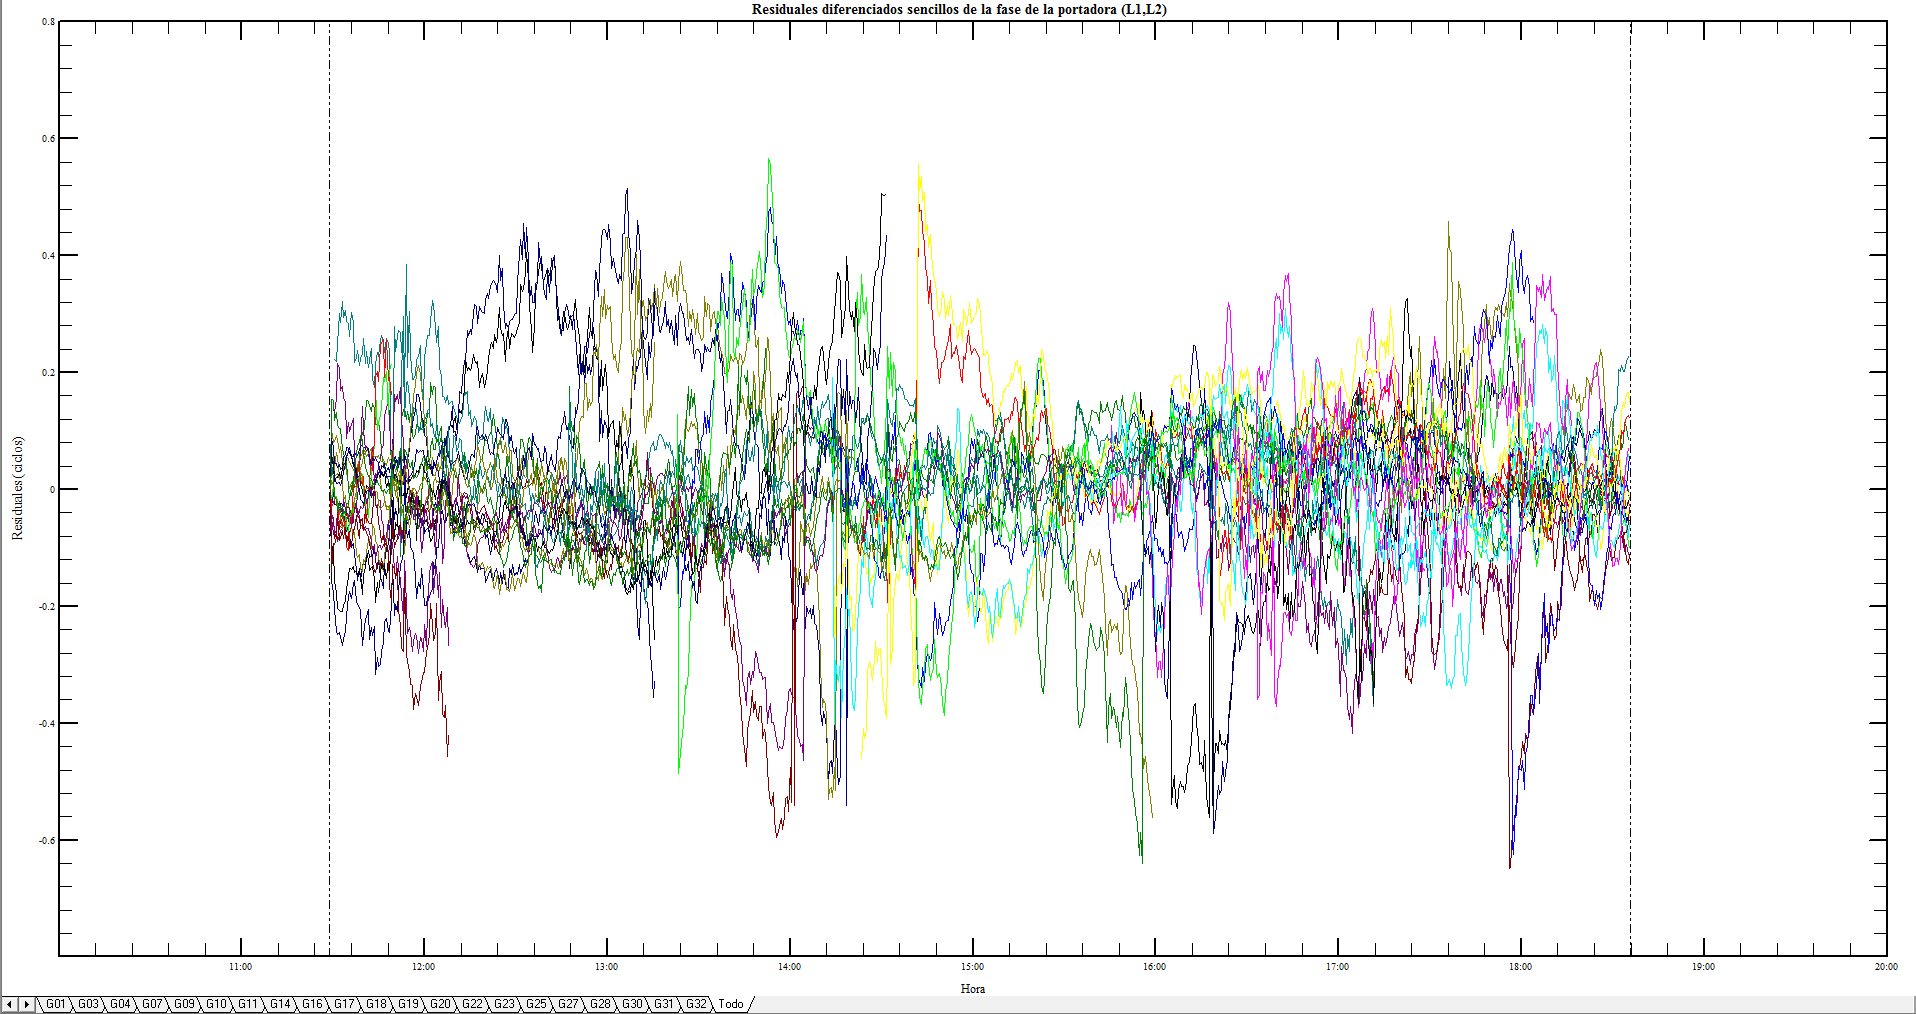 Residuales diferenciados sencillos de la fase de la portadora (L1,L2)
0.8
0.6
0.4
0.2
0
-0.2
-0.4
-0.6
Residuales (ciclos)
11:00 12:00 13:00 14:00 15:00 16:00 17:00 18:00 19:00 20:00
Hora
G01 G03 G04 G07 G09 G10 G11 G14 G16 G17 G18 G19 G20 G22 G23 G25 G27 G28 G30 G31 G32 Todo